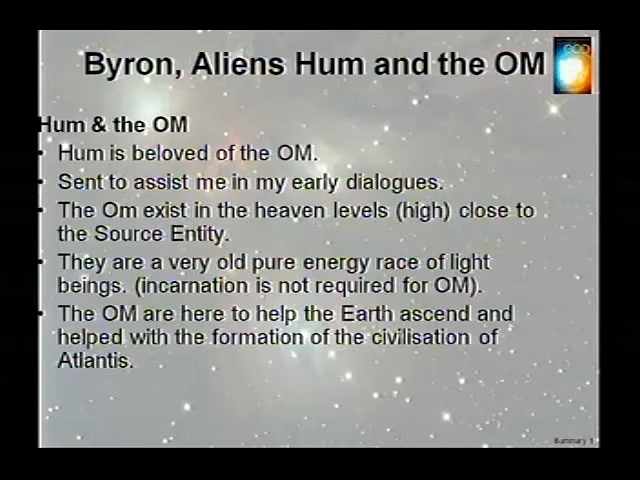 Byron, Aliens Hum and the OM
GOD
Hum & the OM
• Hum is beloved of the OM.
• Sent to assist me in my early dialogues.
• The Om exist in the heaven levels (high) close to
the Source Entity.
• They are a very old pure energy race of light
beings. (incarnation is not required for OM).
• The OM are here to help the Earth ascend and
helped with the formation of the civilisation of
Atlantis.
Summary 1